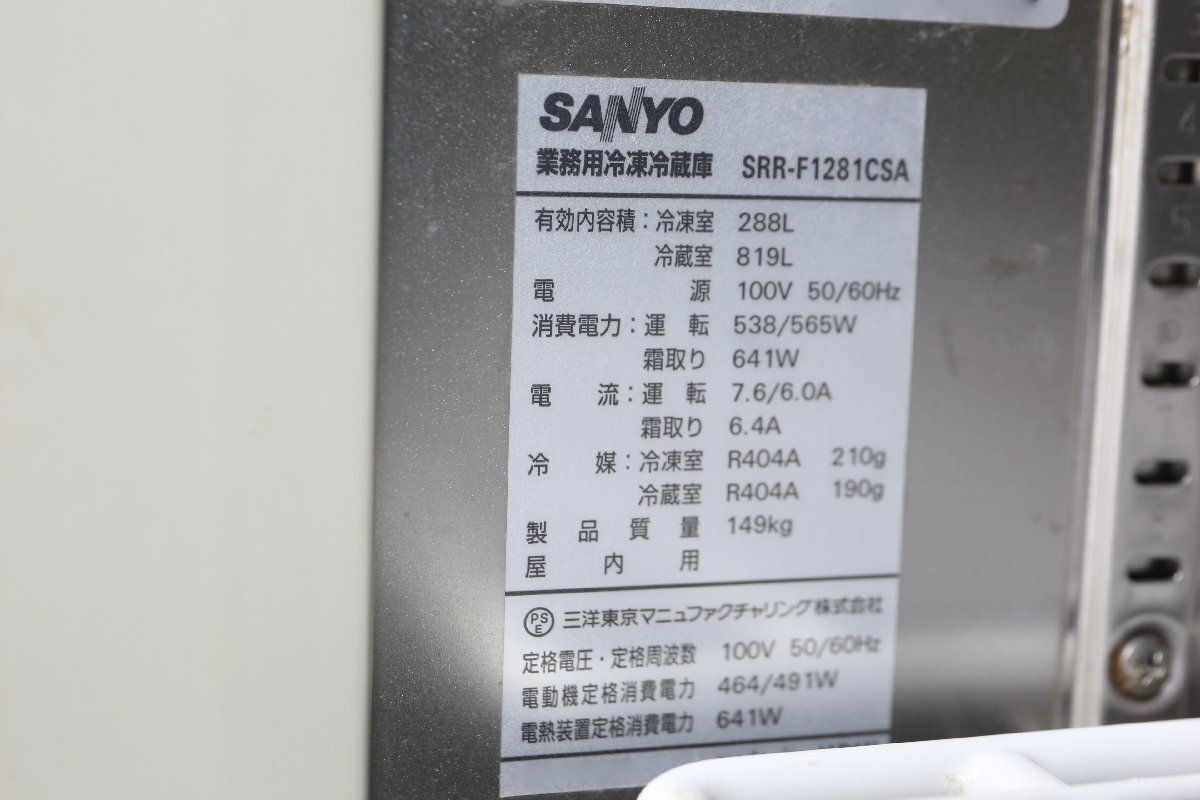 SANYO
業務用冷凍冷蔵庫 SRR-F1281CSA
有効内容積:冷凍室 288L
冷蔵室 819L
電源 100V 50/60Hz
消費電力:運転 538/565W
霜取り 641W
電流:運転 7.6/6.0A
霜取り 6.4A
冷媒:冷凍室 R404A 210g
冷蔵室 R404A 190g
製品質量 149kg
屋内用
PSE 三洋東京マニュファクチャリング株式会社
定格電圧・定格周波数 100V 50/60Hz
電動機定格消費電力 464/491W
電熱装置定格消費電力 641W
4
5